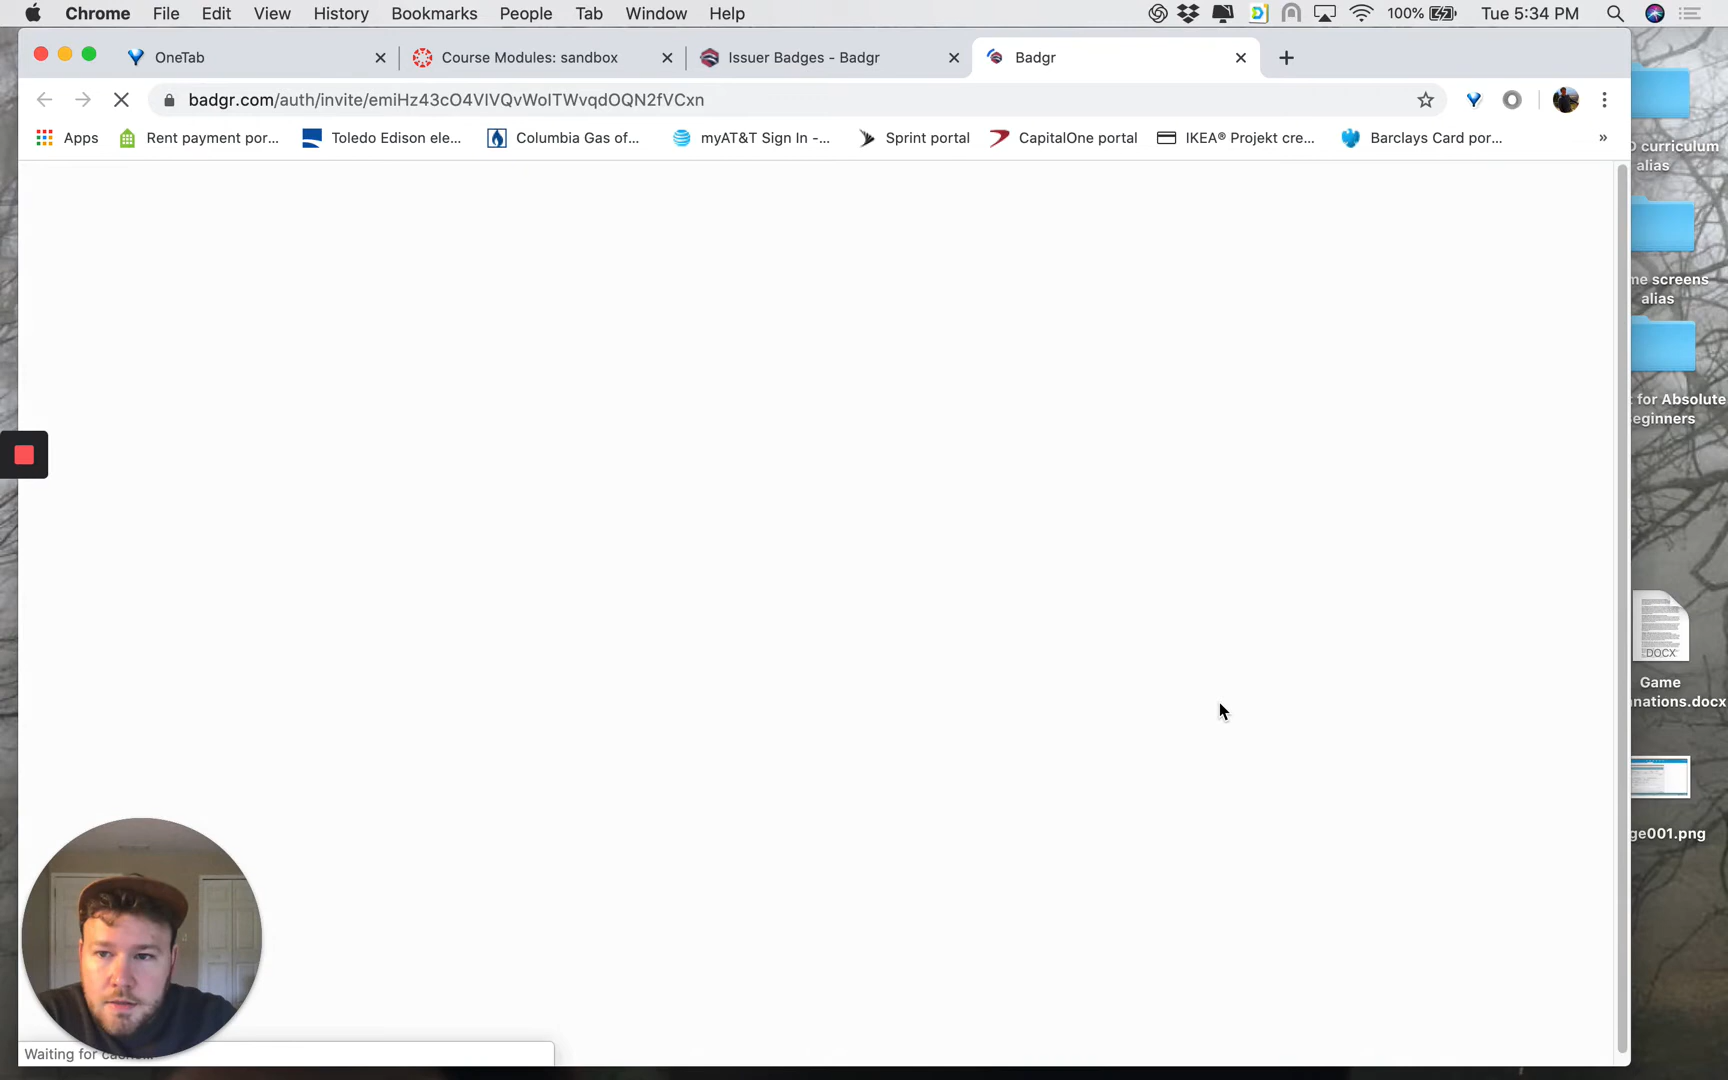 Chrome File Edit View History Bookmarks People Tab Window Help 100% Tue 5:34 PM
OneTab Course Modules: sandbox Issuer Badges - Badgr Badgr
badgr.com/auth/invite/emiHz43cO4VIVQvWoITWvqdOQN2fVCxn
Apps Rent payment por... Toledo Edison ele... Columbia Gas of... myAT&T Sign In -... Sprint portal CapitalOne portal IKEA® Projekt cre... Barclays Card por... »
curriculum
alias
screens
alias
for Absolute
DOCX
Game
nations.docx
ge001.png
Waiting for